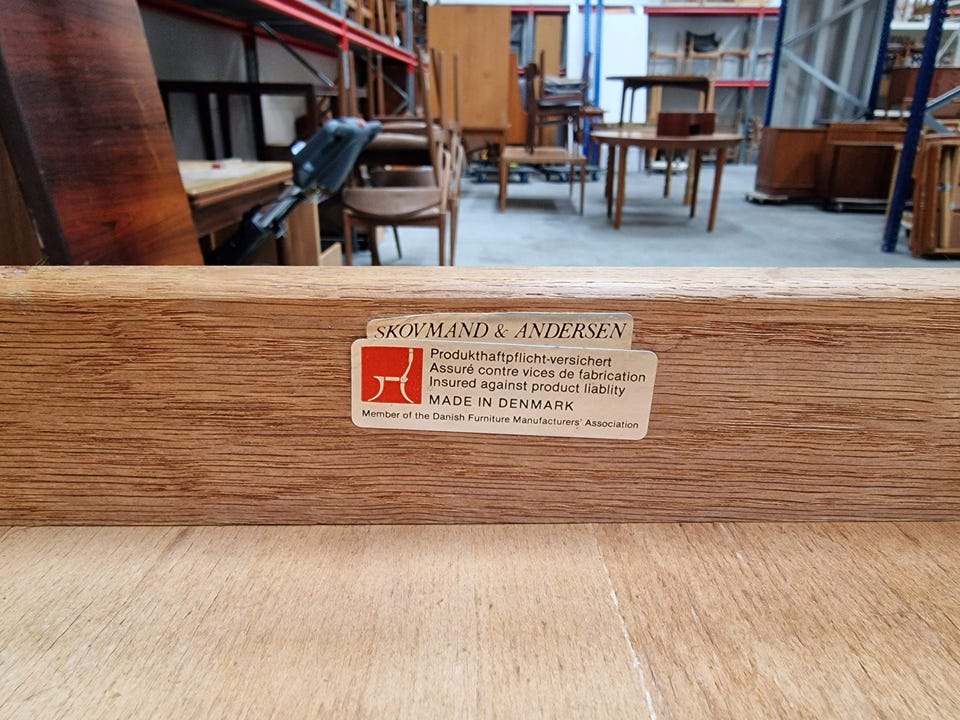 SKOVMAND & ANDERSEN
Produkthaftpflicht-versichert
Assuré contre vices de fabrication
Insured against product liablity
MADE IN DENMARK
Member of the Danish Furniture Manufacturers' Association